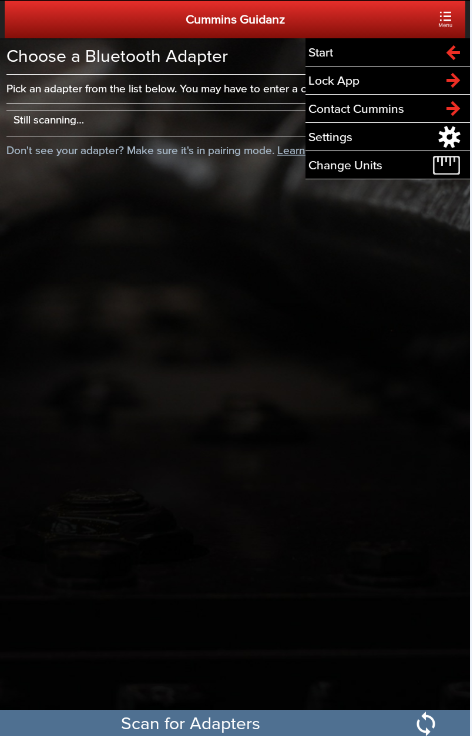 Cummins Guidanz
Menu
Choose a Bluetooth Adapter
Pick an adapter from the list below. You may have to enter a
Still scanning...
Don't see your adapter? Make sure it's in pairing mode. Learn
Start
Lock App
Contact Cummins
Settings
Change Units
Scan for Adapters